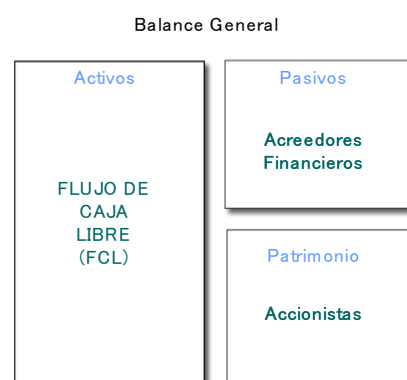 Balance General
Activos
FLUJO DE
CAJA
LIBRE
(FCL)
Pasivos
Acreedores
Financieros
Patrimonio
Accionistas